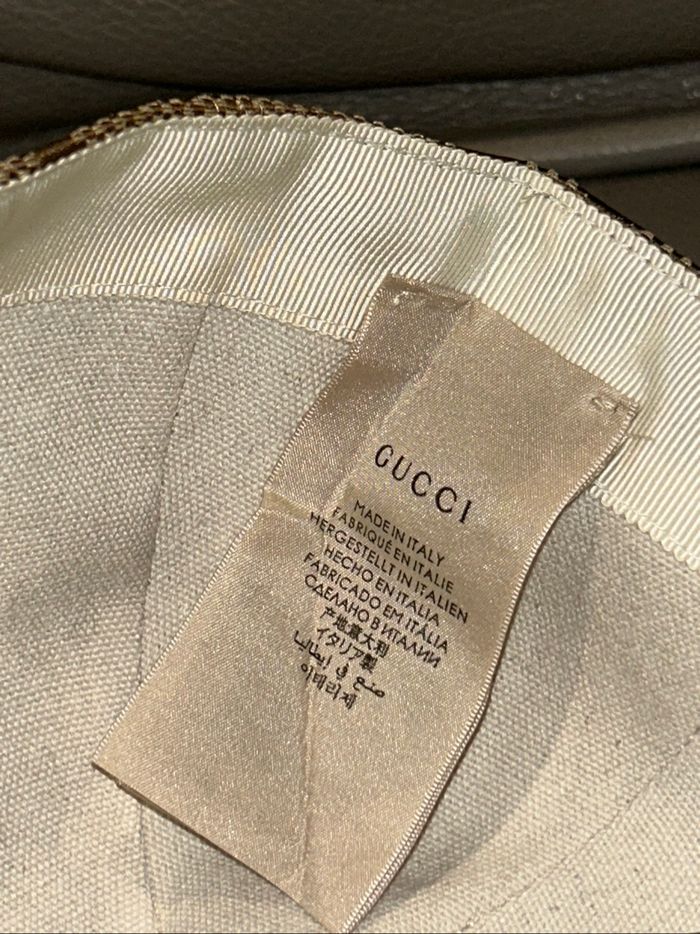 GUCCI
MADE IN ITALY
FABRIQUÉ EN ITALIE
HERGESTELLT IN ITALIEN
HECHO EN ITALIA
FABRICADO EM ITÁLIA
СДЕЛАНО В ИТАЛИИ
产地意大利
イタリア製
صنع في إيطاليا
이태리제